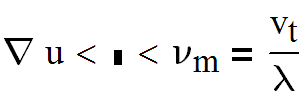 ∇ u < ▮ < ν_m = v_t / λ